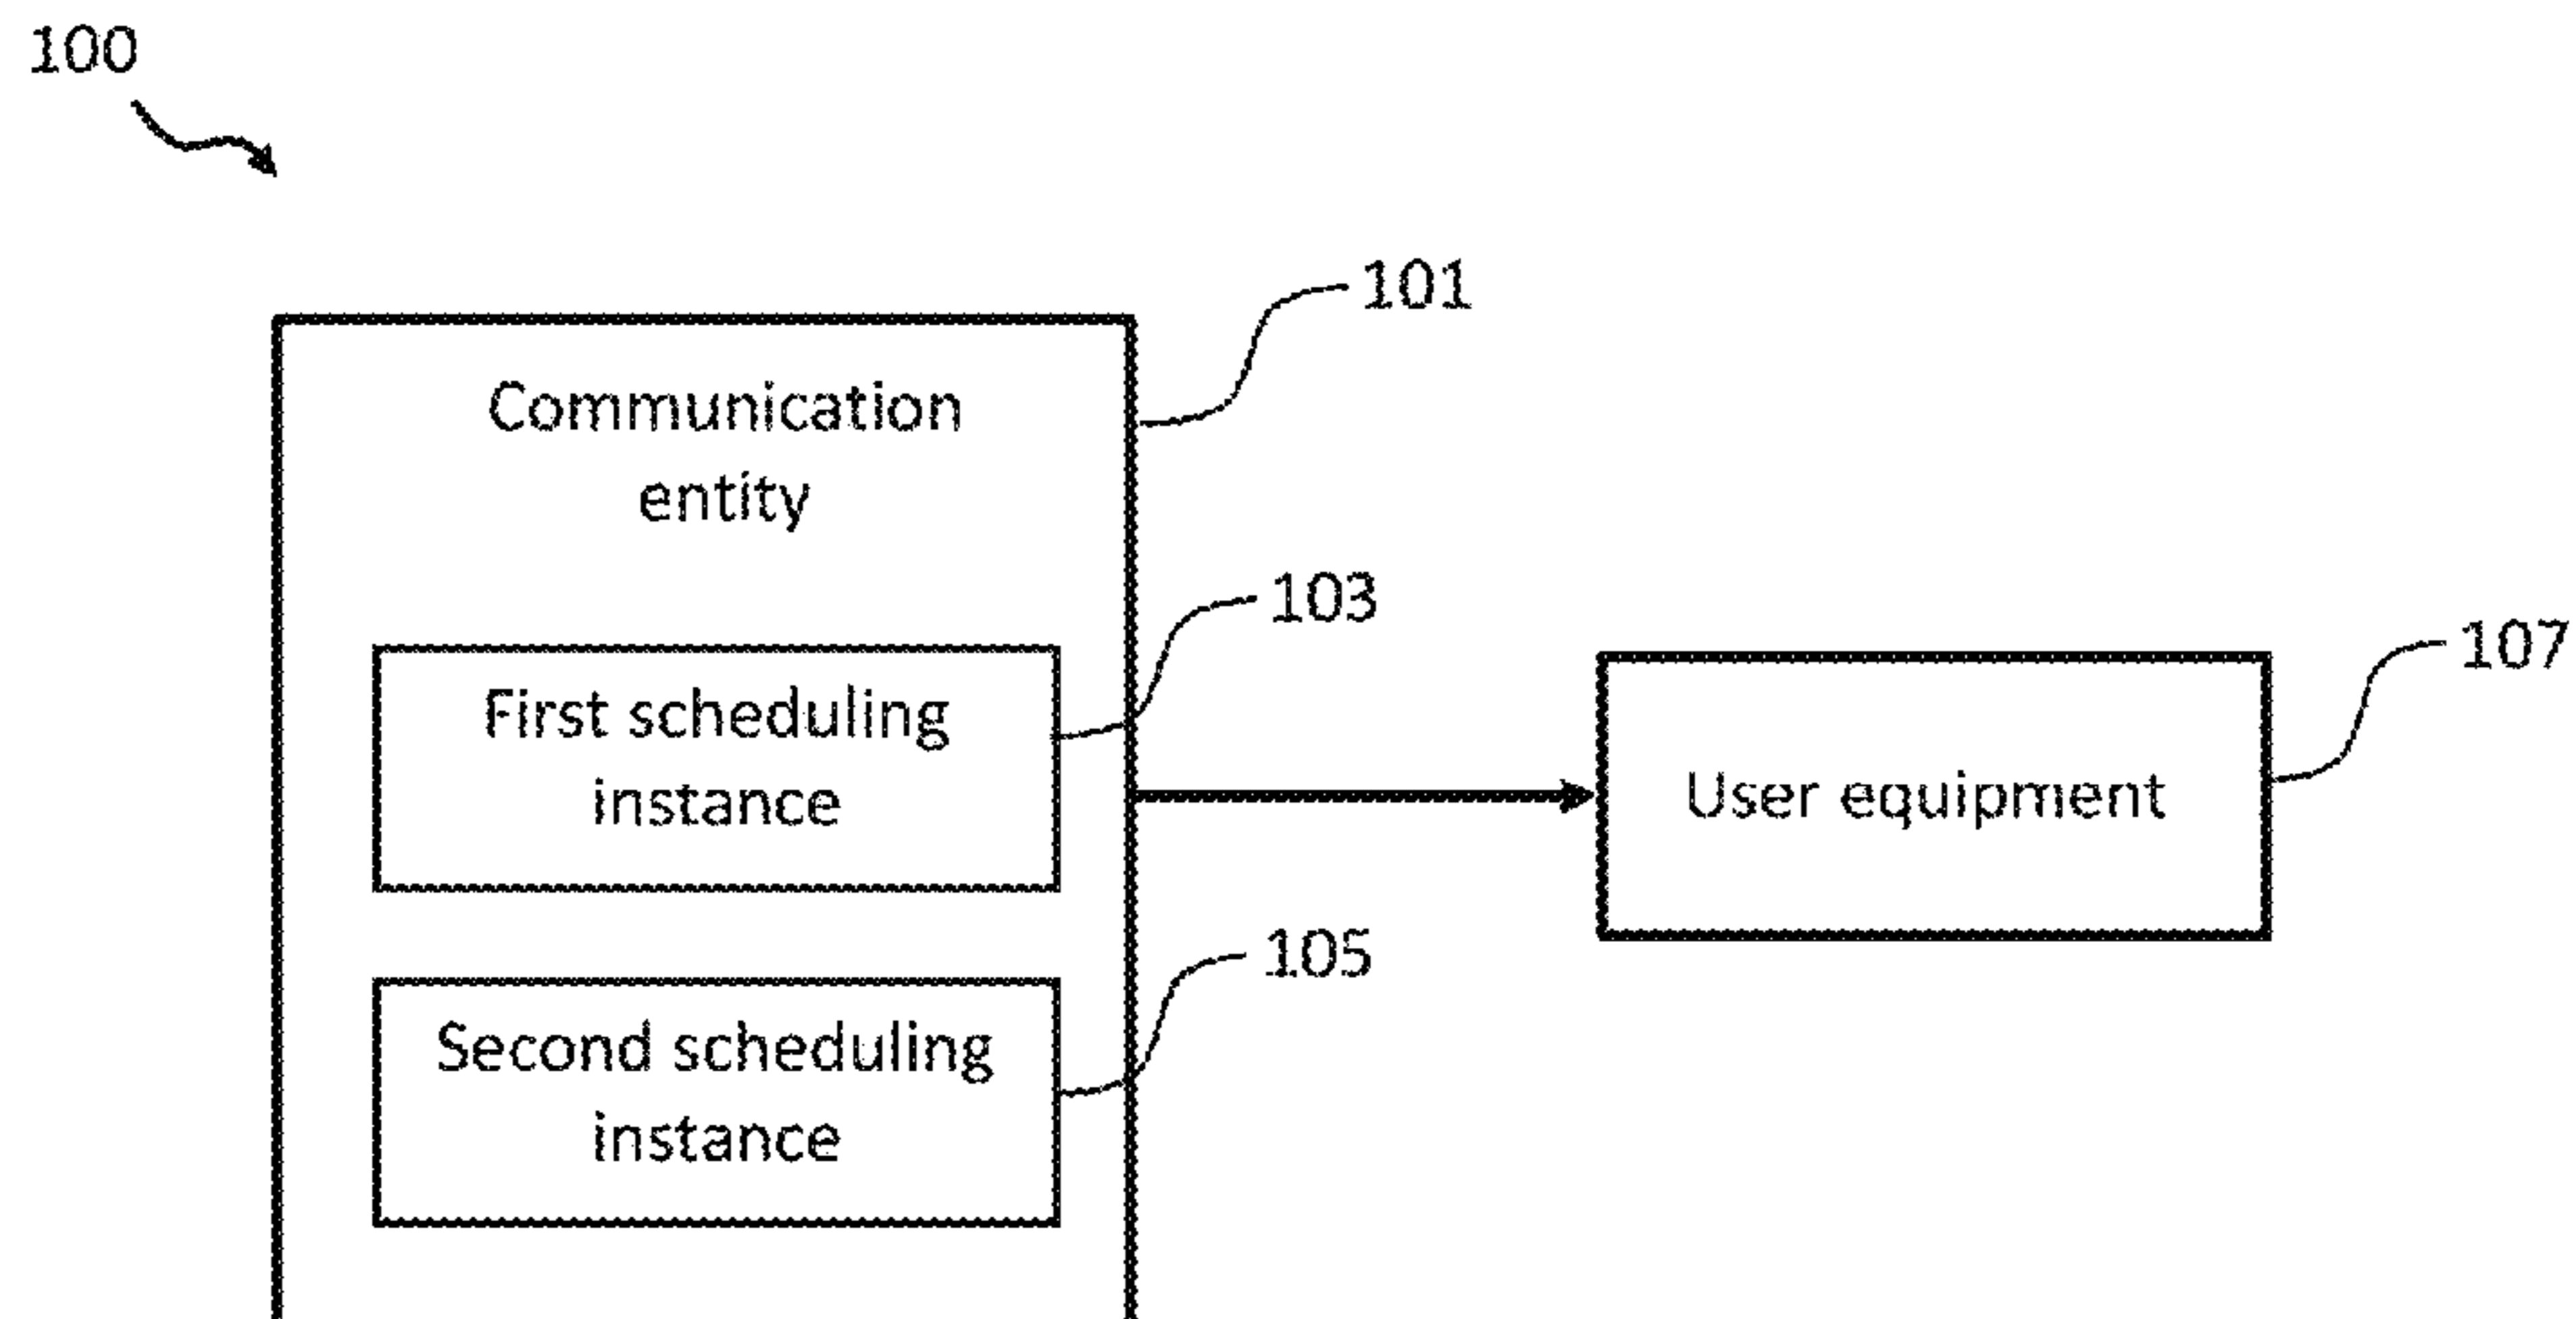 100
101
Communication
entity
103
First scheduling
instance
107
User equipment
105
Second scheduling
instance